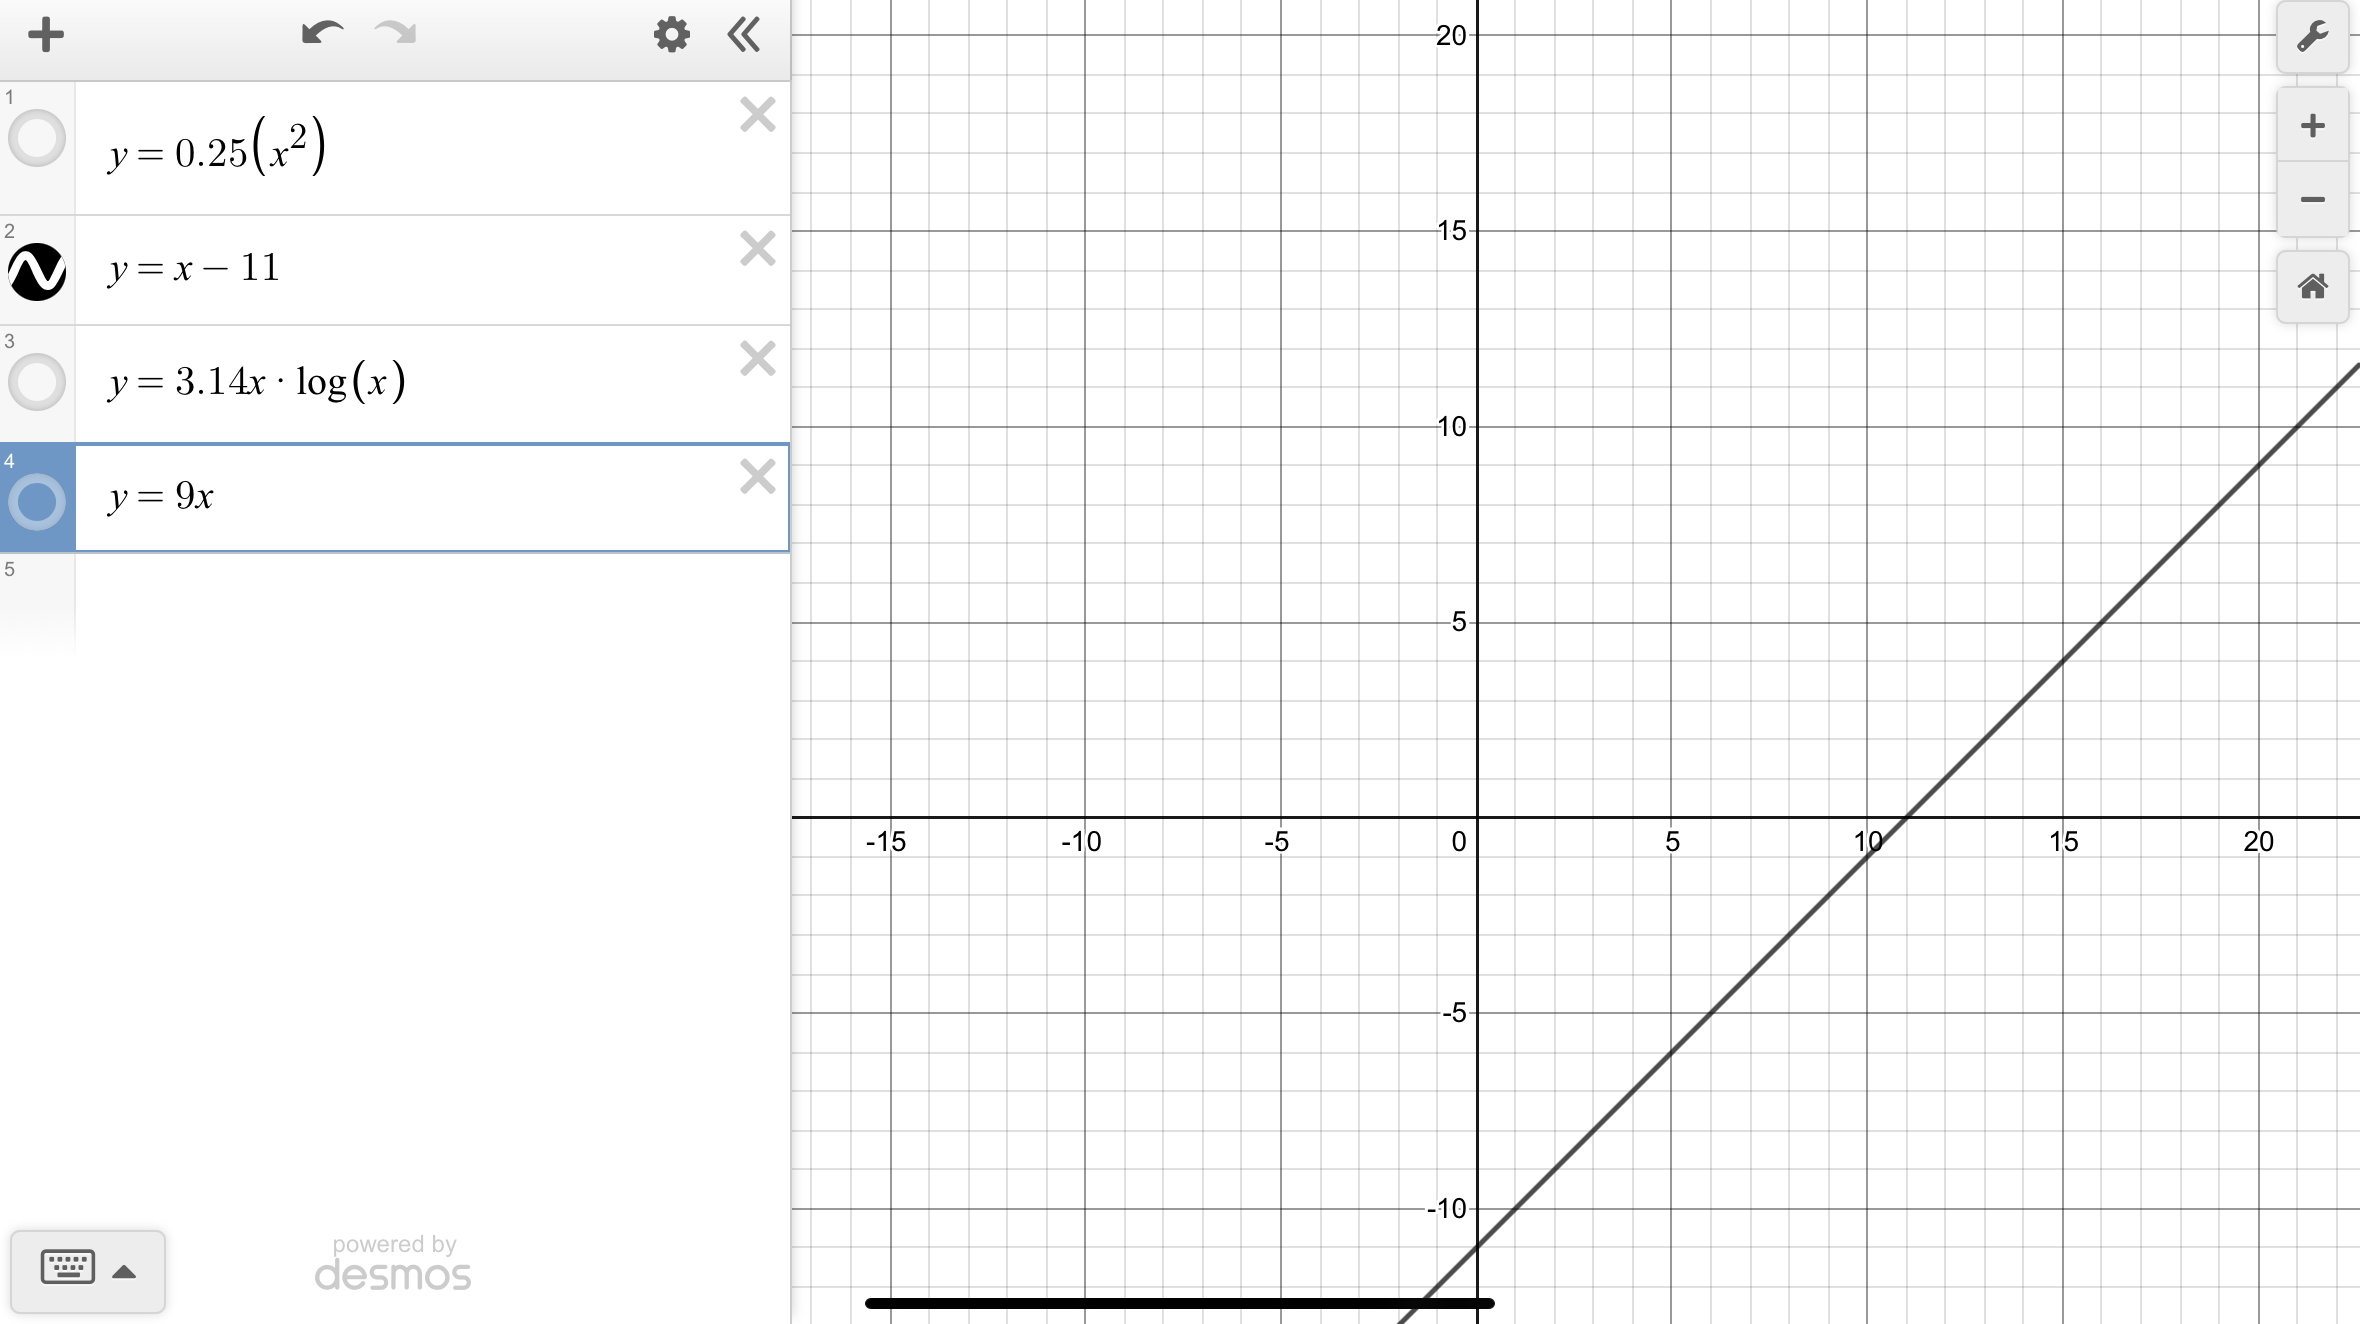 1
y = 0.25(x²)
2
y = x − 11
3
y = 3.14x · log(x)
4
y = 9x
5
powered by
desmos
20
15
10
5
-15 -10 -5 0 5 10 15 20
-5
-10